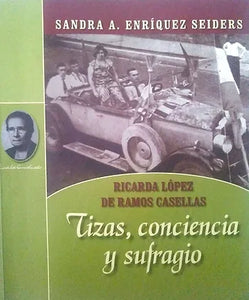 SANDRA A. ENRÍQUEZ SEIDERS
RICARDA LÓPEZ
DE RAMOS CASELLAS
Tizas, conciencia
y sufragio